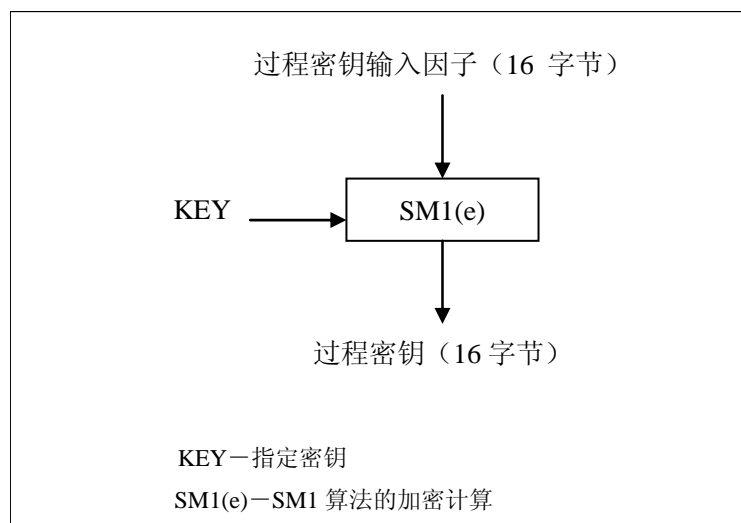 过程密钥输入因子（16 字节）
KEY
SM1(e)
过程密钥（16 字节）
KEY－指定密钥
SM1(e)－SM1 算法的加密计算